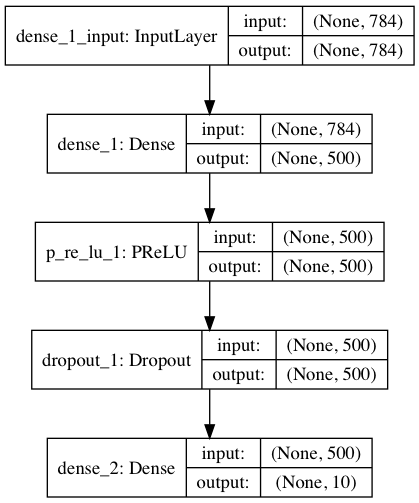 dense_1_input: InputLayer
input: (None, 784)
output: (None, 784)
dense_1: Dense
input: (None, 784)
output: (None, 500)
p_re_lu_1: PReLU
input: (None, 500)
output: (None, 500)
dropout_1: Dropout
input: (None, 500)
output: (None, 500)
dense_2: Dense
input: (None, 500)
output: (None, 10)